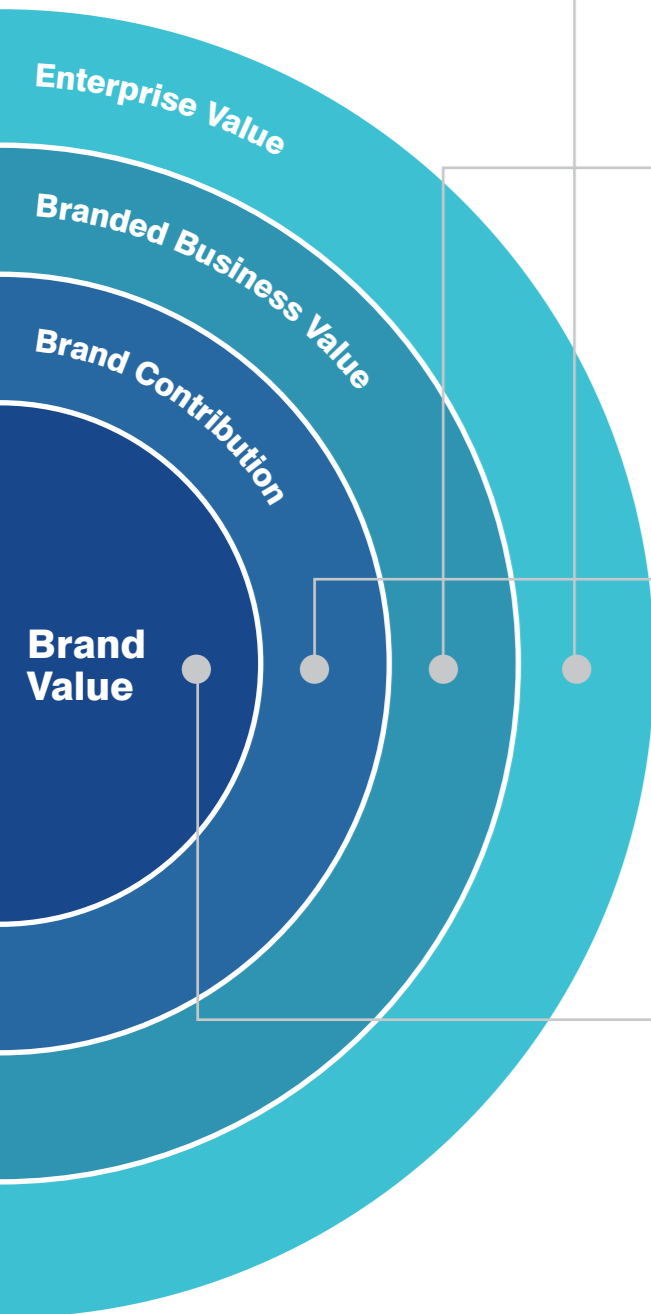 Enterprise Value
Branded Business Value
Brand Contribution
Brand
Value